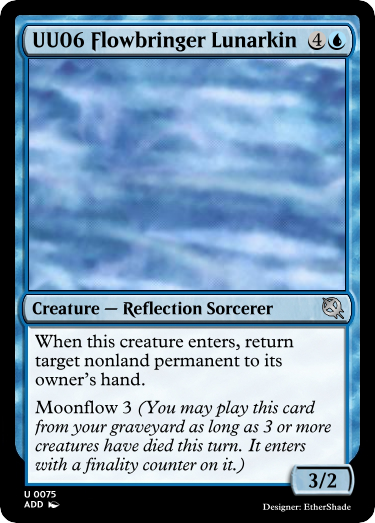 UU06 Flowbringer Lunarkin 4
Creature — Reflection Sorcerer
When this creature enters, return
target nonland permanent to its
owner's hand.
Moonflow 3 (You may play this card
from your graveyard as long as 3 or more
creatures have died this turn. It enters
with a finality counter on it.)
3/2
U 0075
ADD
Designer: EtherShade